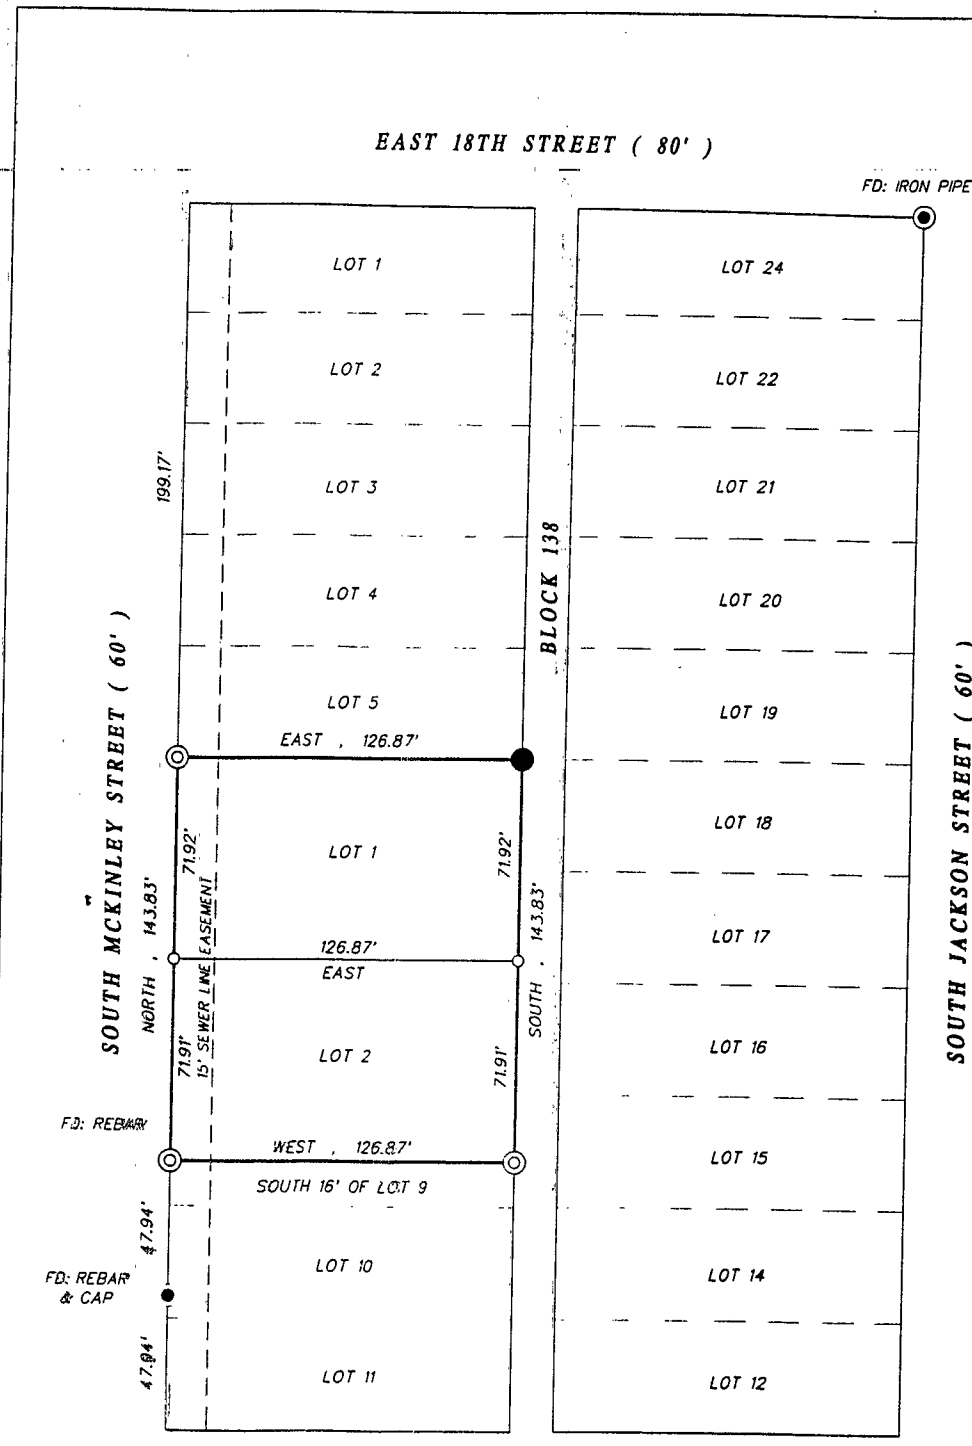 EAST 18TH STREET ( 80' )
FD: IRON PIPE
LOT 1
LOT 24
LOT 2
LOT 22
199.17'
LOT 3
LOT 21
BLOCK 138
LOT 4
LOT 20
SOUTH MCKINLEY STREET ( 60' )
SOUTH JACKSON STREET ( 60' )
LOT 5
LOT 19
EAST , 126.87'
71.92'
LOT 1
71.92'
LOT 18
NORTH , 143.83'
15' SEWER LINE EASEMENT
SOUTH , 143.83'
126.87'
EAST
LOT 17
71.91'
LOT 2
71.91'
LOT 16
FD: REBAR
WEST , 126.87'
LOT 15
SOUTH 16' OF LOT 9
47.94'
LOT 10
FD: REBAR
& CAP
LOT 14
47.94'
LOT 11
LOT 12